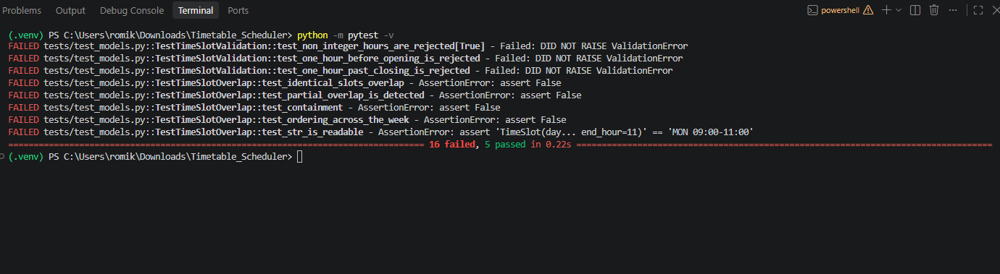 Problems Output Debug Console Terminal Ports powershell
(.venv) PS C:\Users\romik\Downloads\Timetable_Scheduler> python -m pytest -v
FAILED tests/test_models.py::TestTimeSlotValidation::test_non_integer_hours_are_rejected[True] - Failed: DID NOT RAISE ValidationError
FAILED tests/test_models.py::TestTimeSlotValidation::test_one_hour_before_opening_is_rejected - Failed: DID NOT RAISE ValidationError
FAILED tests/test_models.py::TestTimeSlotValidation::test_one_hour_past_closing_is_rejected - Failed: DID NOT RAISE ValidationError
FAILED tests/test_models.py::TestTimeSlotOverlap::test_identical_slots_overlap - AssertionError: assert False
FAILED tests/test_models.py::TestTimeSlotOverlap::test_partial_overlap_is_detected - AssertionError: assert False
FAILED tests/test_models.py::TestTimeSlotOverlap::test_containment - AssertionError: assert False
FAILED tests/test_models.py::TestTimeSlotOverlap::test_ordering_across_the_week - AssertionError: assert False
FAILED tests/test_models.py::TestTimeSlotOverlap::test_str_is_readable - AssertionError: assert 'TimeSlot(day... end_hour=11)' == 'MON 09:00-11:00'
16 failed, 5 passed in 0.22s
(.venv) PS C:\Users\romik\Downloads\Timetable_Scheduler>